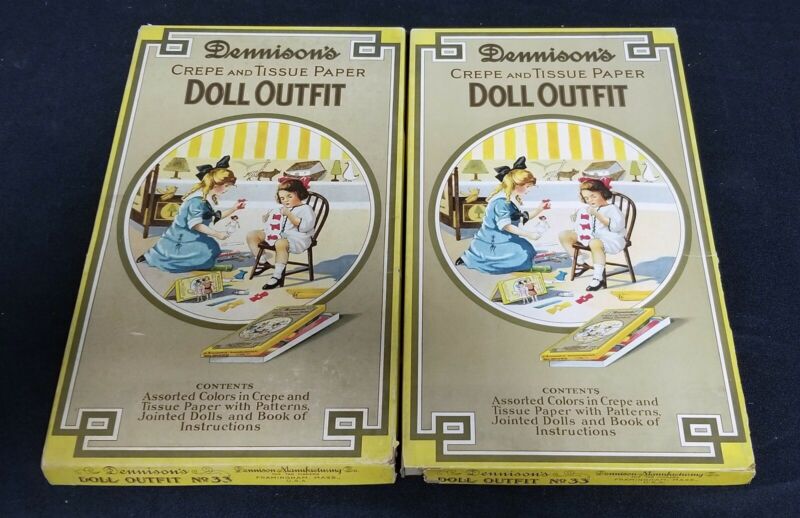 Dennison's
CREPE AND TISSUE PAPER
DOLL OUTFIT
CONTENTS
Assorted Colors in Crepe and
Tissue Paper with Patterns,
Jointed Dolls and Book of
Instructions
Dennison's
DOLL OUTFIT No 33
Dennison Manufacturing Co.
FRAMINGHAM, MASS.,
U.S.A.
Dennison's
CREPE AND TISSUE PAPER
DOLL OUTFIT
CONTENTS
Assorted Colors in Crepe and
Tissue Paper with Patterns,
Jointed Dolls and Book of
Instructions
Dennison's
DOLL OUTFIT No 33
Dennison Manufacturing Co.
FRAMINGHAM, MASS.,
U.S.A.